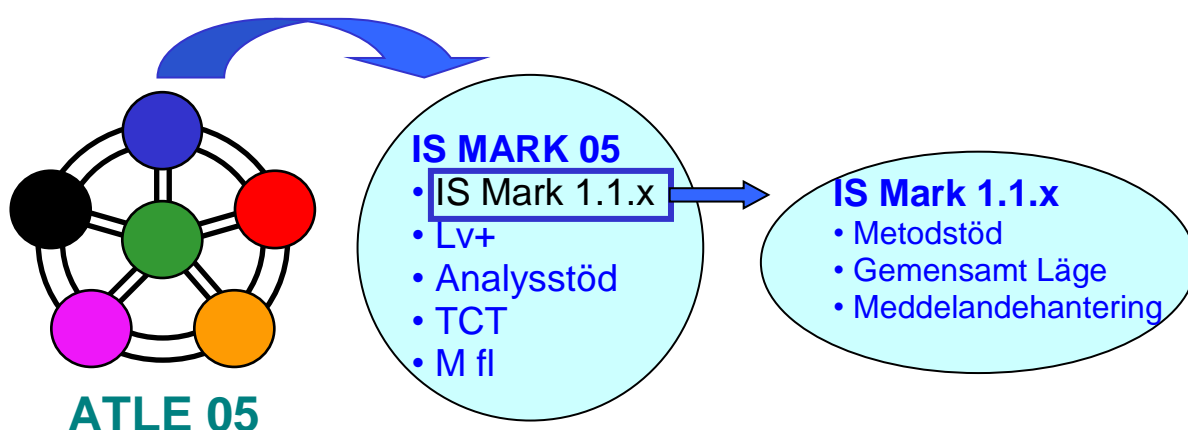 ATLE 05
IS MARK 05
• IS Mark 1.1.x
• Lv+
• Analysstöd
• TCT
• M fl
IS Mark 1.1.x
• Metodstöd
• Gemensamt Läge
• Meddelandehantering